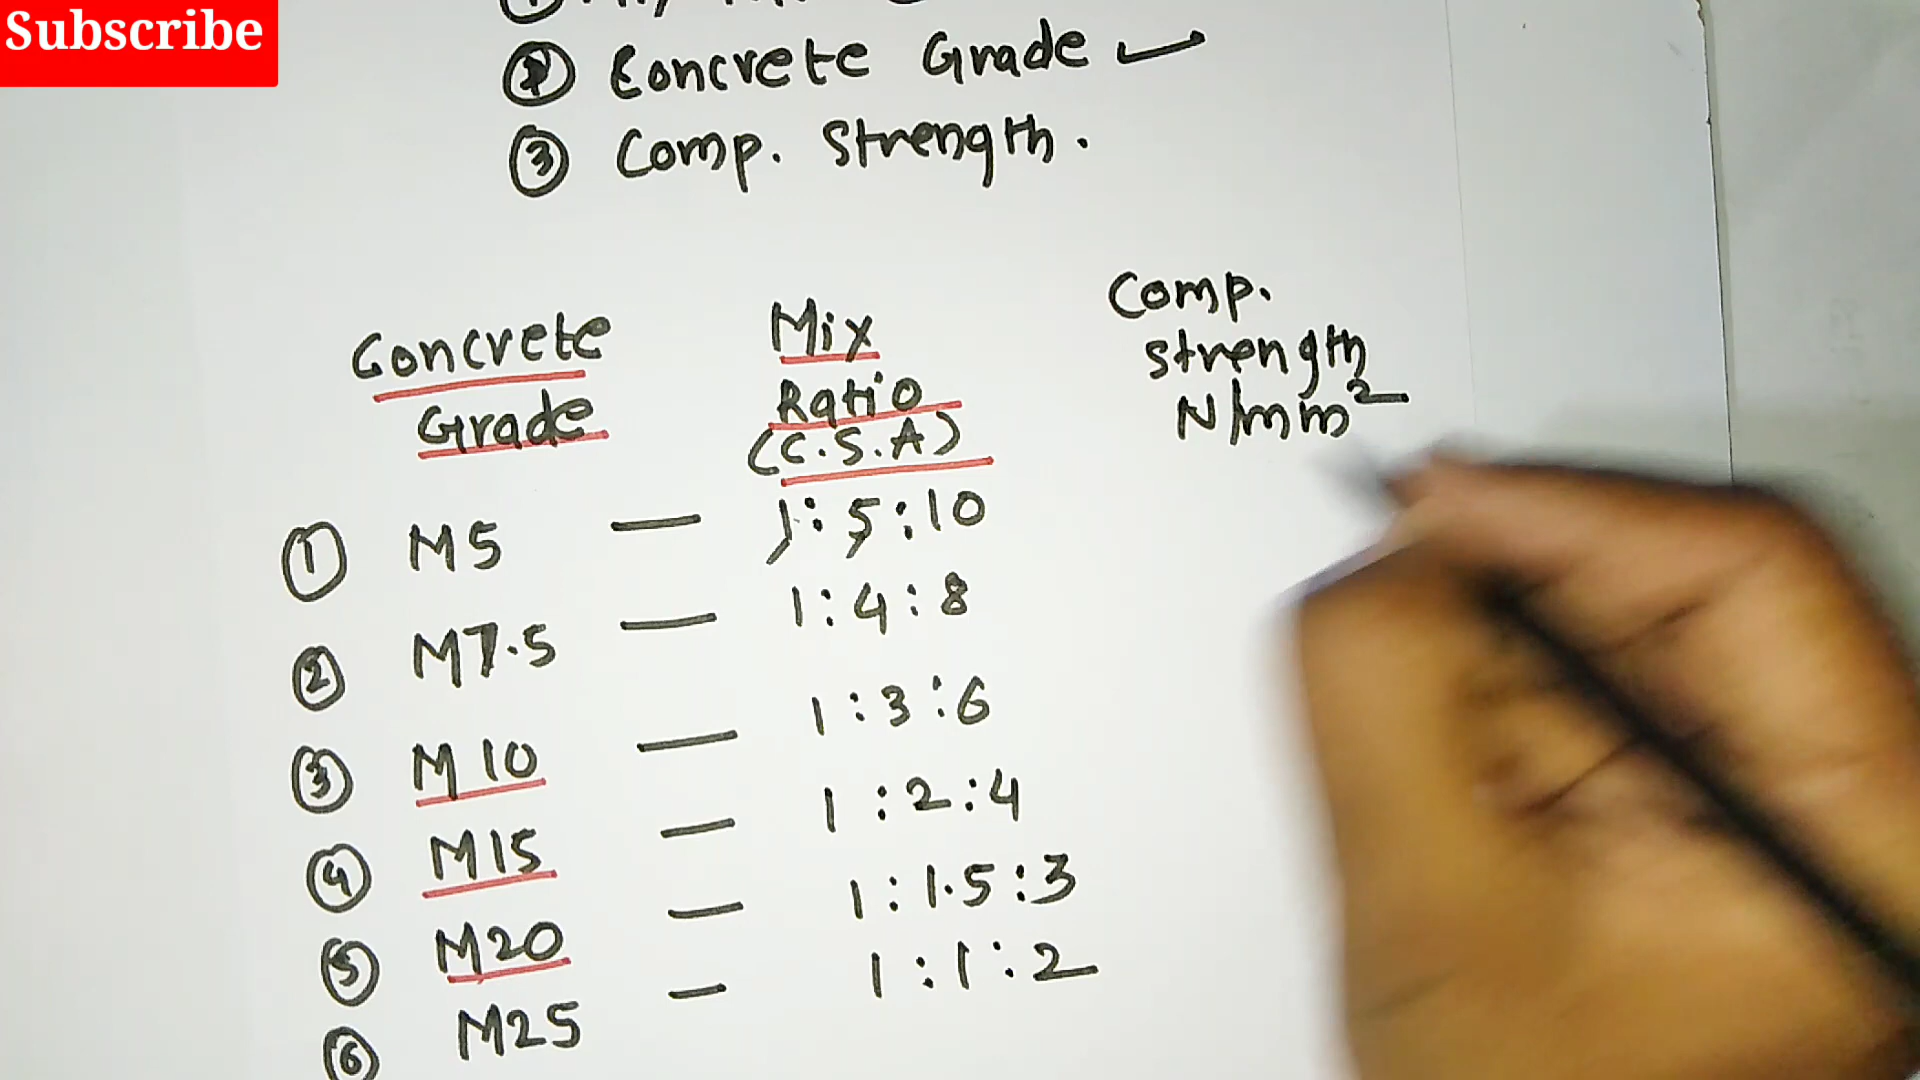 Subscribe
② Concrete Grade
③ Comp. Strength.
Concrete
Grade
Mix
Ratio
(C.S.A)
Comp.
strength
N/mm²
① M5 — 1:5:10
② M7.5 — 1:4:8
③ M10 — 1:3:6
④ M15 — 1:2:4
⑤ M20 — 1:1.5:3
⑥ M25 — 1:1:2